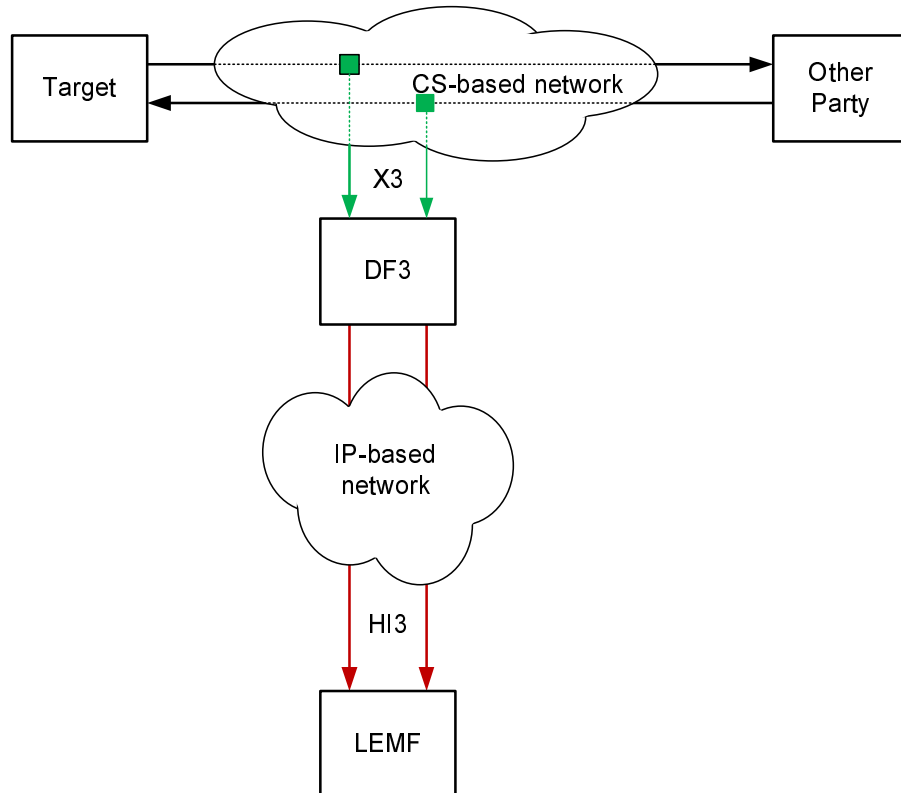 Target
CS-based network
Other
Party
X3
DF3
IP-based
network
HI3
LEMF